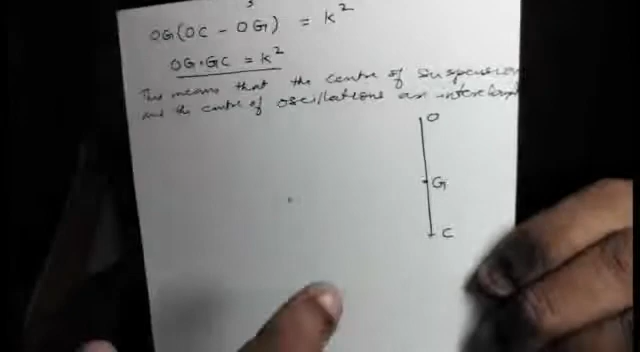 OG(OC - OG) = k²
OG·GC = k²
This means that the centre of suspension
and the centre of oscillations are
O
G
C